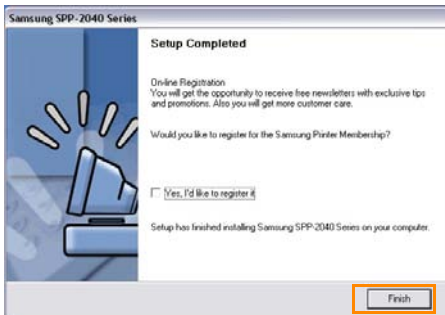 Samsung SPP-2040 Series
Setup Completed
On-line Registration
You will get the opportunity to receive free newsletters with exclusive tips
and promotions. Also you will get more customer care.
Would you like to register for the Samsung Printer Membership?
Yes, I'd like to register it
Setup has finished installing Samsung SPP-2040 Series on your computer.
Finish